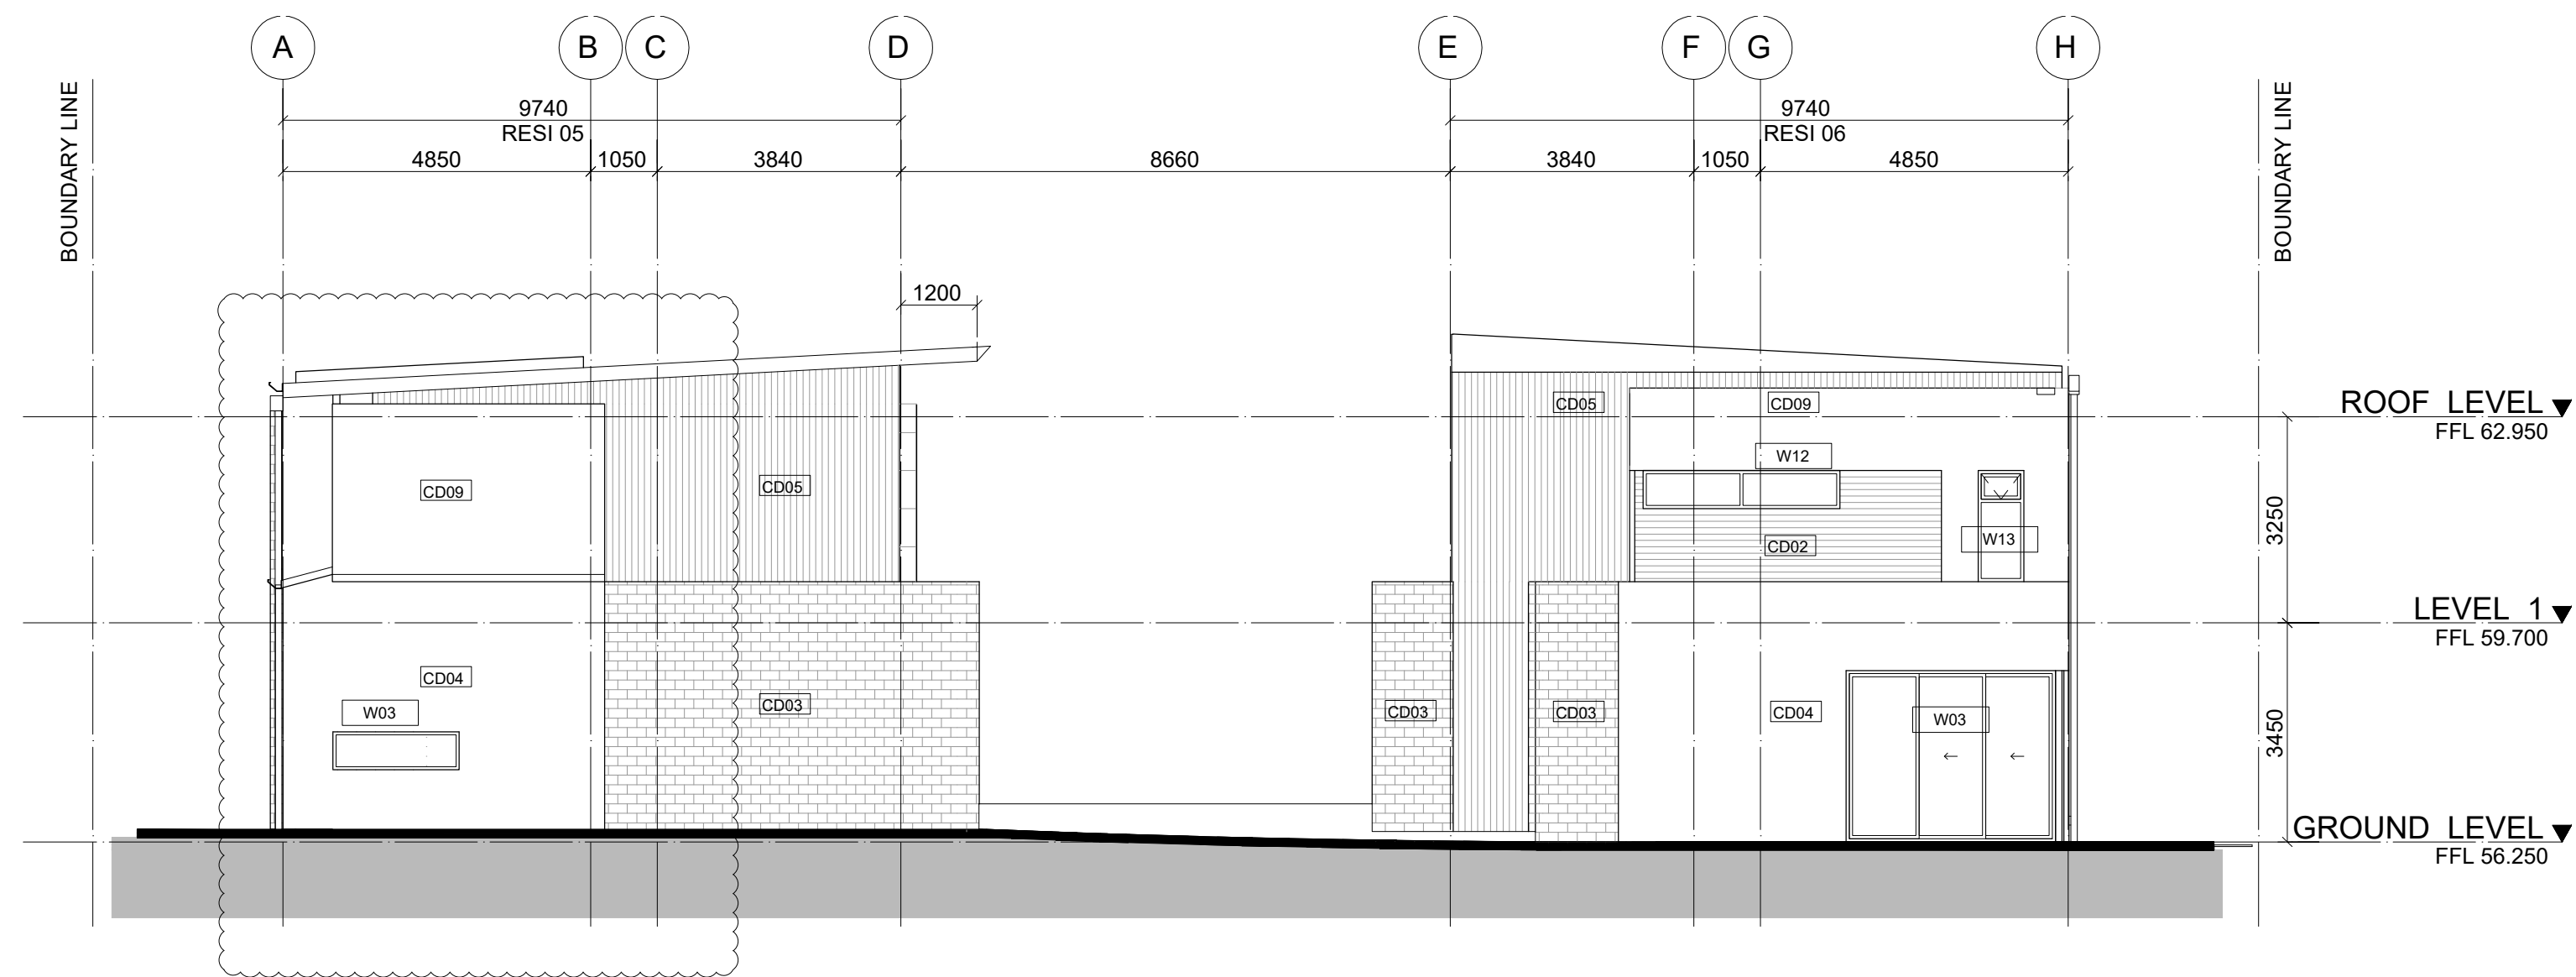 A B C D E F G H
BOUNDARY LINE
BOUNDARY LINE
9740
RESI 05
9740
RESI 06
4850 1050 3840 8660 3840 1050 4850
1200
CD05 CD09
ROOF LEVEL
FFL 62.950
W12
CD09 CD05
CD02 W13
3250
LEVEL 1
FFL 59.700
CD04
W03
CD03
CD03 CD03 CD04 W03
3450
GROUND LEVEL
FFL 56.250